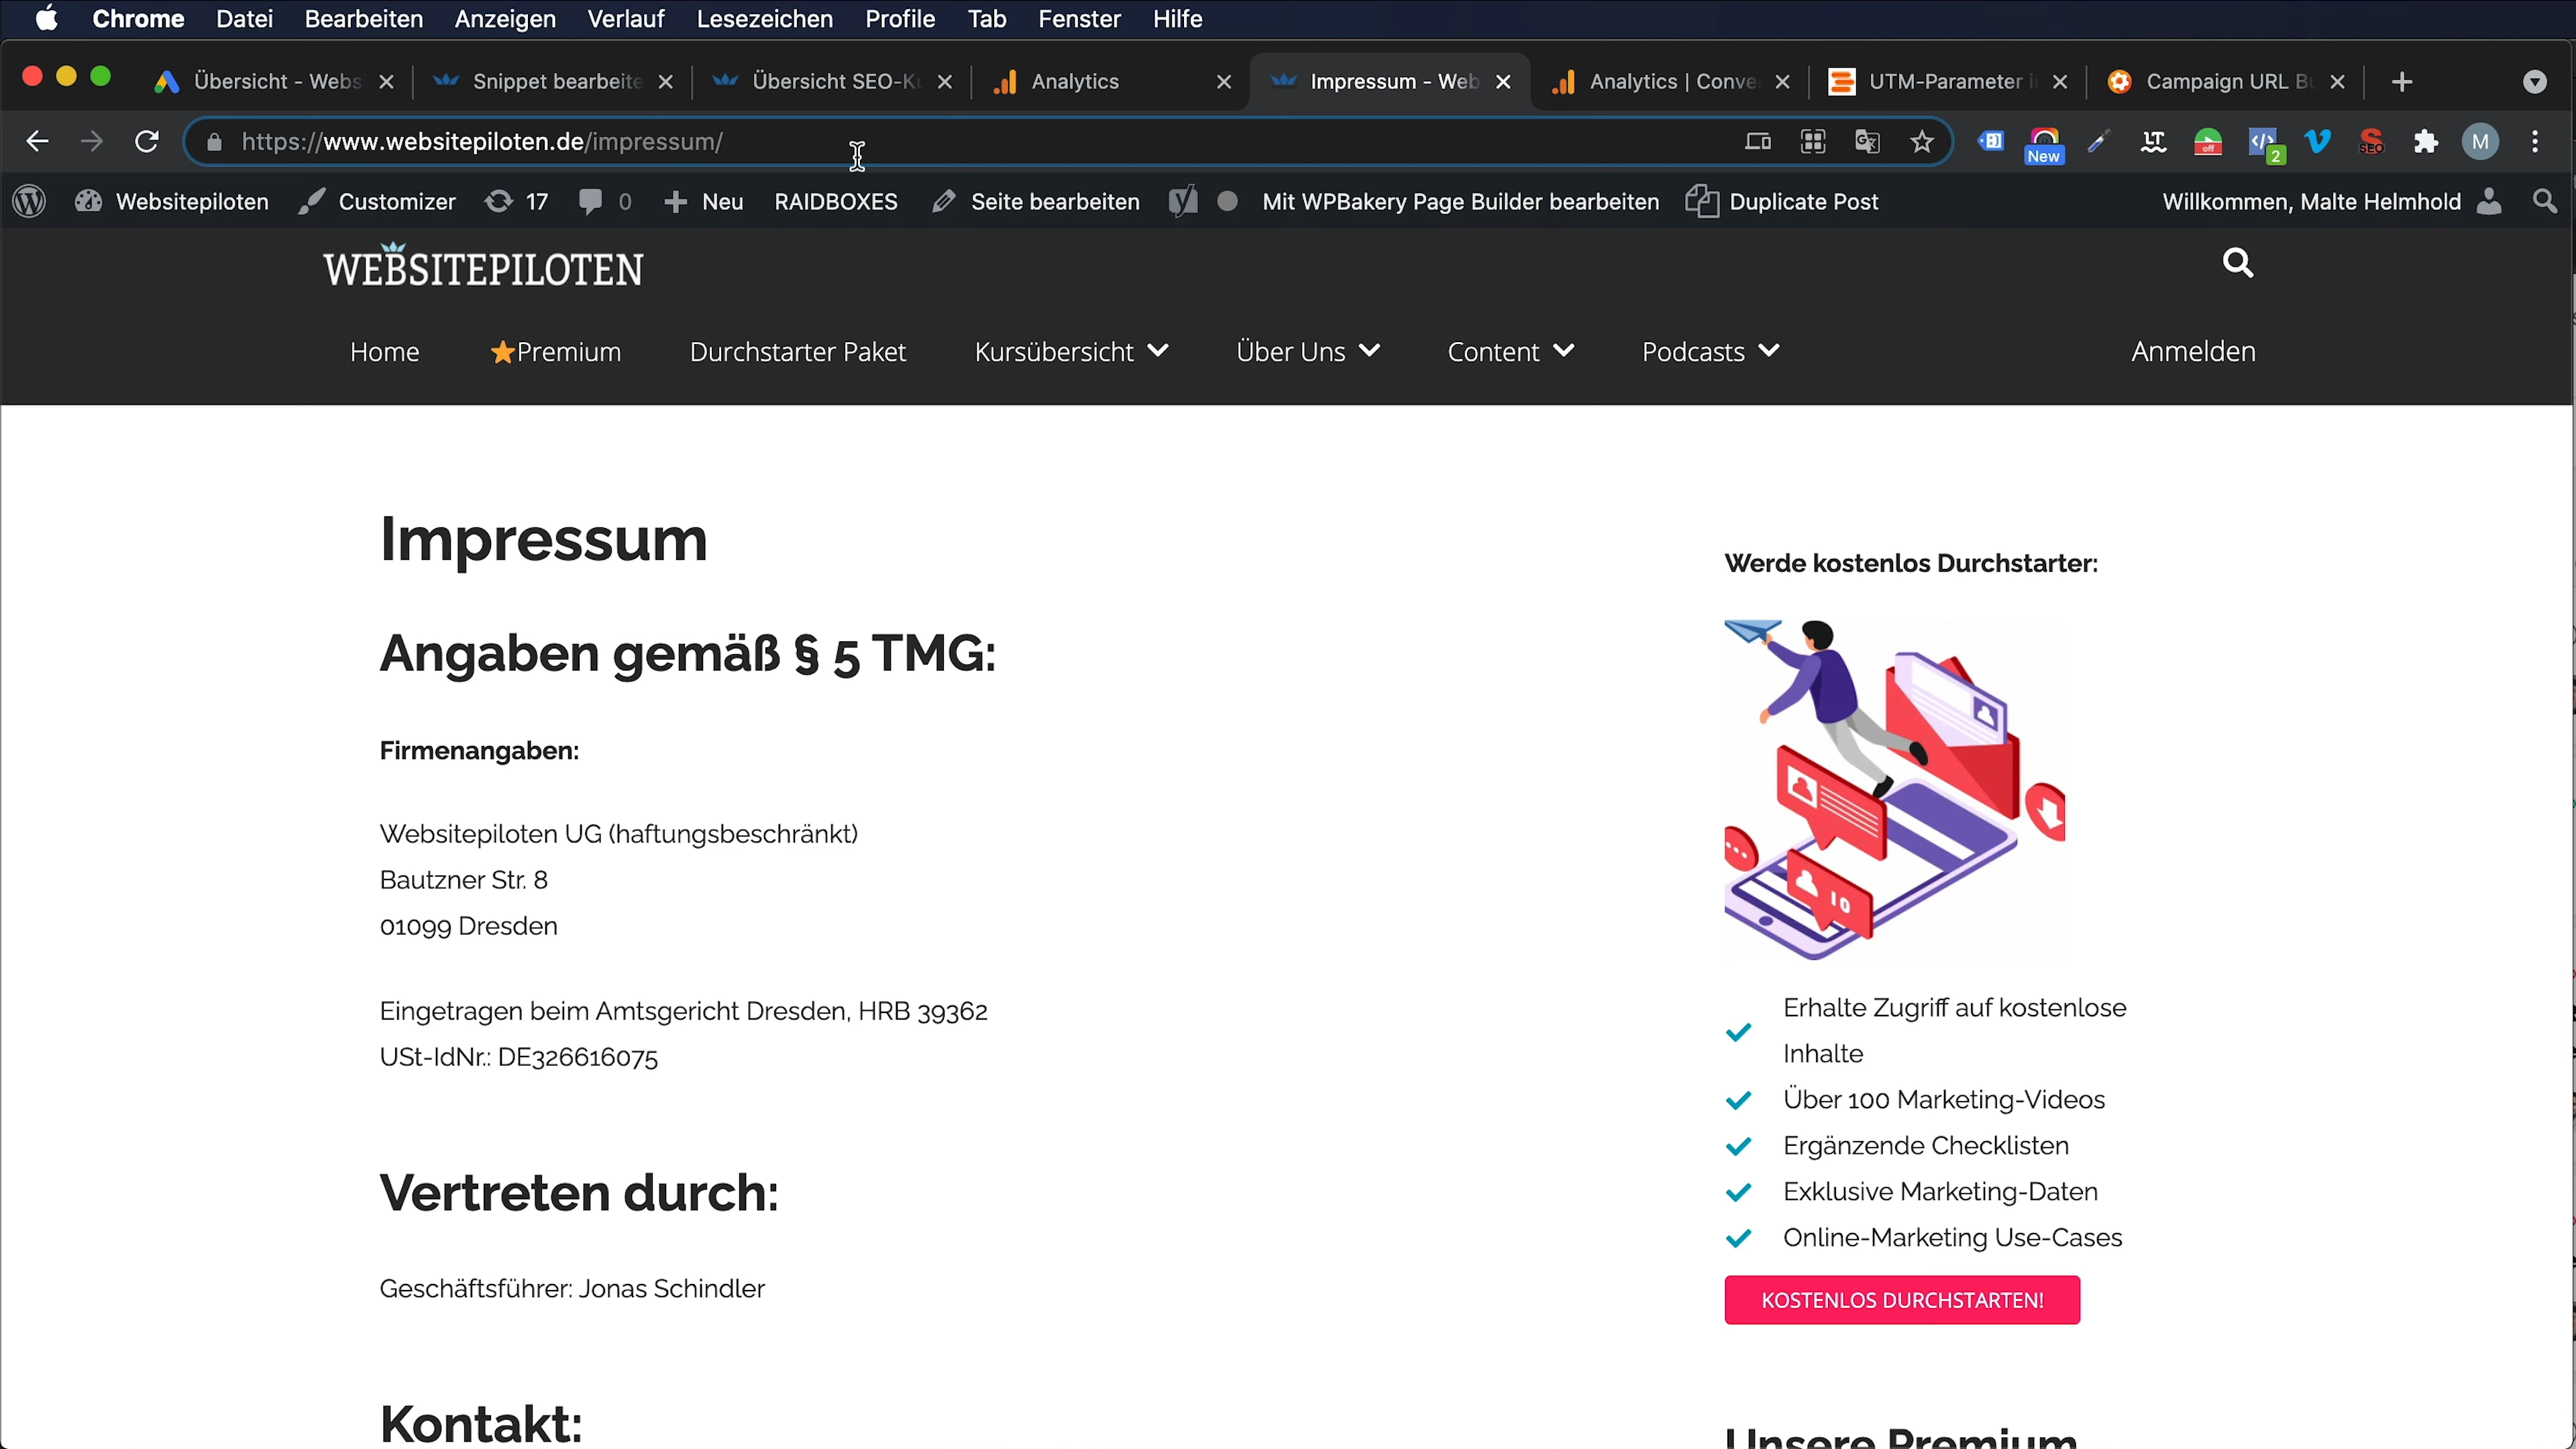 Chrome Datei Bearbeiten Anzeigen Verlauf Lesezeichen Profile Tab Fenster Hilfe
Übersicht - Webs Snippet bearbeite Übersicht SEO-Ku Analytics Impressum - Web Analytics | Conve UTM-Parameter i Campaign URL Bu
https://www.websitepiloten.de/impressum/
New off 2 SEO M
Websitepiloten Customizer 17 0 Neu RAIDBOXES Seite bearbeiten Mit WPBakery Page Builder bearbeiten Duplicate Post Willkommen, Malte Helmhold
WEBSITEPILOTEN
Home Premium Durchstarter Paket Kursübersicht Über Uns Content Podcasts Anmelden
Impressum
Angaben gemäß § 5 TMG:
Firmenangaben:
Websitepiloten UG (haftungsbeschränkt)
Bautzner Str. 8
01099 Dresden
Eingetragen beim Amtsgericht Dresden, HRB 39362
USt-IdNr.: DE326616075
Vertreten durch:
Geschäftsführer: Jonas Schindler
Kontakt:
Werde kostenlos Durchstarter:
10
Erhalte Zugriff auf kostenlose
Inhalte
Über 100 Marketing-Videos
Ergänzende Checklisten
Exklusive Marketing-Daten
Online-Marketing Use-Cases
KOSTENLOS DURCHSTARTEN!
Unsere Premium